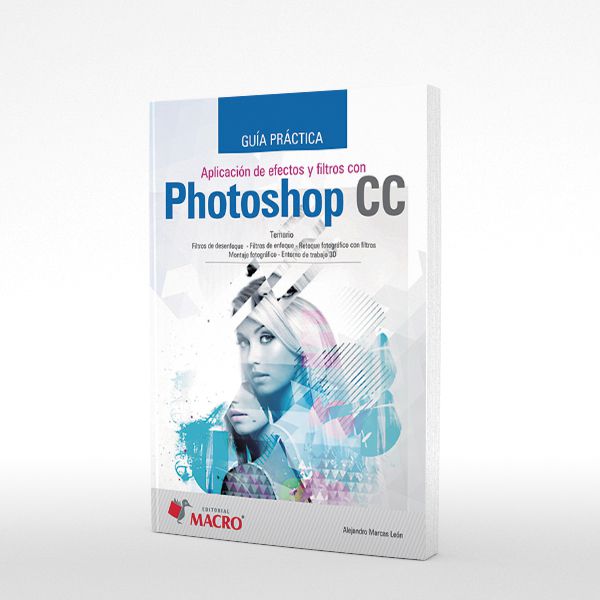 GUÍA PRÁCTICA
Aplicación de efectos y filtros con
Photoshop CC
Temario
Filtros de desenfoque - Filtros de enfoque - Retoque fotográfico con filtros
Montaje fotográfico - Entorno de trabajo 3D
EDITORIAL
MACRO®
Alejandro Marcas León